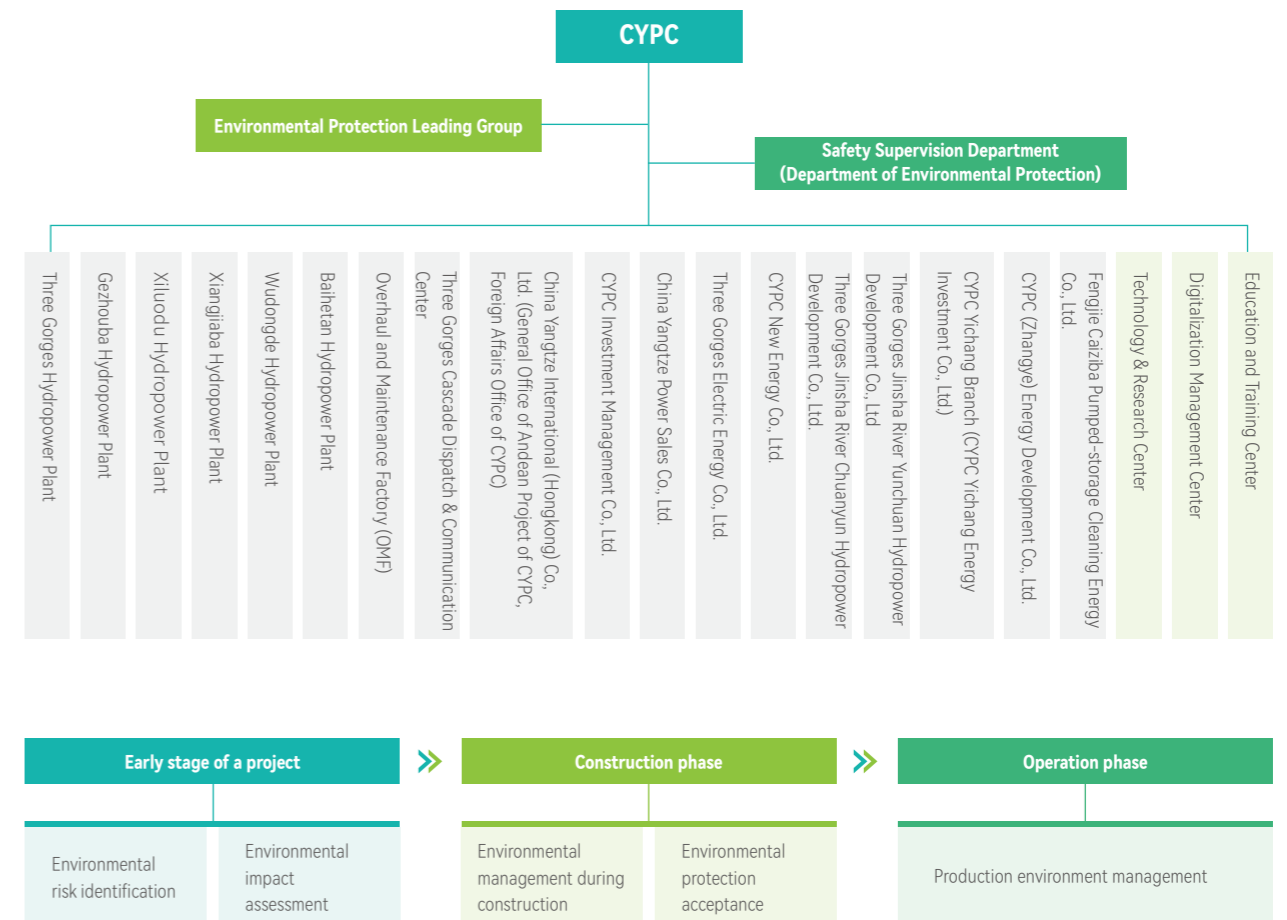 CYPC
Environmental Protection Leading Group
Safety Supervision Department
(Department of Environmental Protection)
Three Gorges Hydropower Plant
Gezhouba Hydropower Plant
Xiluodu Hydropower Plant
Xiangjiaba Hydropower Plant
Wudongde Hydropower Plant
Baihetan Hydropower Plant
Overhaul and Maintenance Factory (OMF)
Three Gorges Cascade Dispatch & Communication
Center
China Yangtze International (Hongkong) Co.,
Ltd. (General Office of Andean Project of CYPC,
Foreign Affairs Office of CYPC)
CYPC Investment Management Co., Ltd.
China Yangtze Power Sales Co., Ltd.
Three Gorges Electric Energy Co., Ltd.
CYPC New Energy Co., Ltd.
Three Gorges Jinsha River Chuanyun Hydropower
Development Co., Ltd.
Three Gorges Jinsha River Yunchuan Hydropower
Development Co., Ltd
CYPC Yichang Branch (CYPC Yichang Energy
Investment Co., Ltd.)
CYPC (Zhangye) Energy Development Co., Ltd.
Fengjie Caiziba Pumped-storage Cleaning Energy
Co., Ltd.
Technology & Research Center
Digitalization Management Center
Education and Training Center
Early stage of a project
Construction phase
Operation phase
Environmental
risk identification
Environmental
impact
assessment
Environmental
management during
construction
Environmental
protection
acceptance
Production environment management